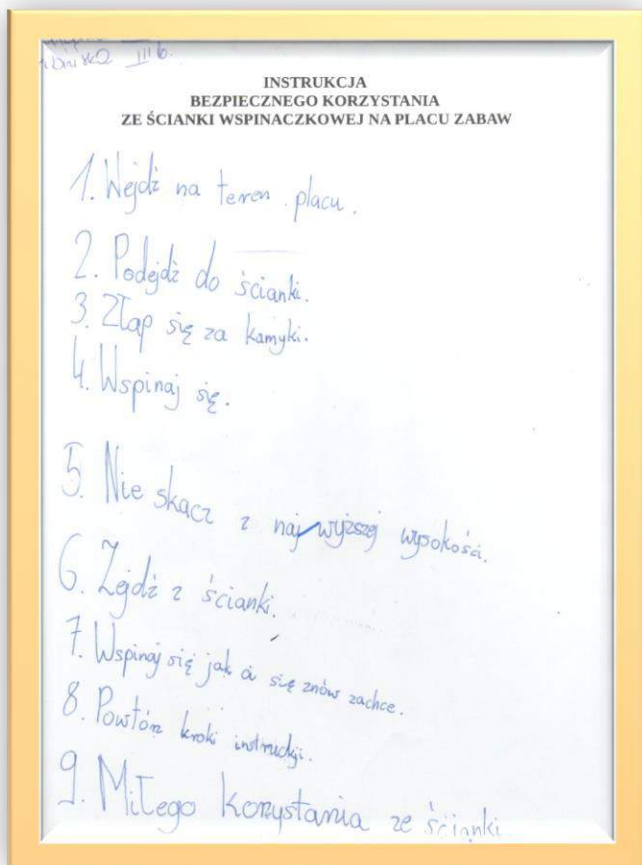 III b.
INSTRUKCJA
BEZPIECZNEGO KORZYSTANIA
ZE ŚCIANKI WSPINACZKOWEJ NA PLACU ZABAW
1. Wejdź na teren placu.
2. Podejdź do ścianki.
3. Złap się za kamyki.
4. Wspinaj się.
5. Nie skacz z najwyższej wysokości.
6. Zejdź z ścianki.
7. Wspinaj się jak ci się znów zachce.
8. Powtórz kroki instrukcji.
9. Miłego korzystania ze ścianki